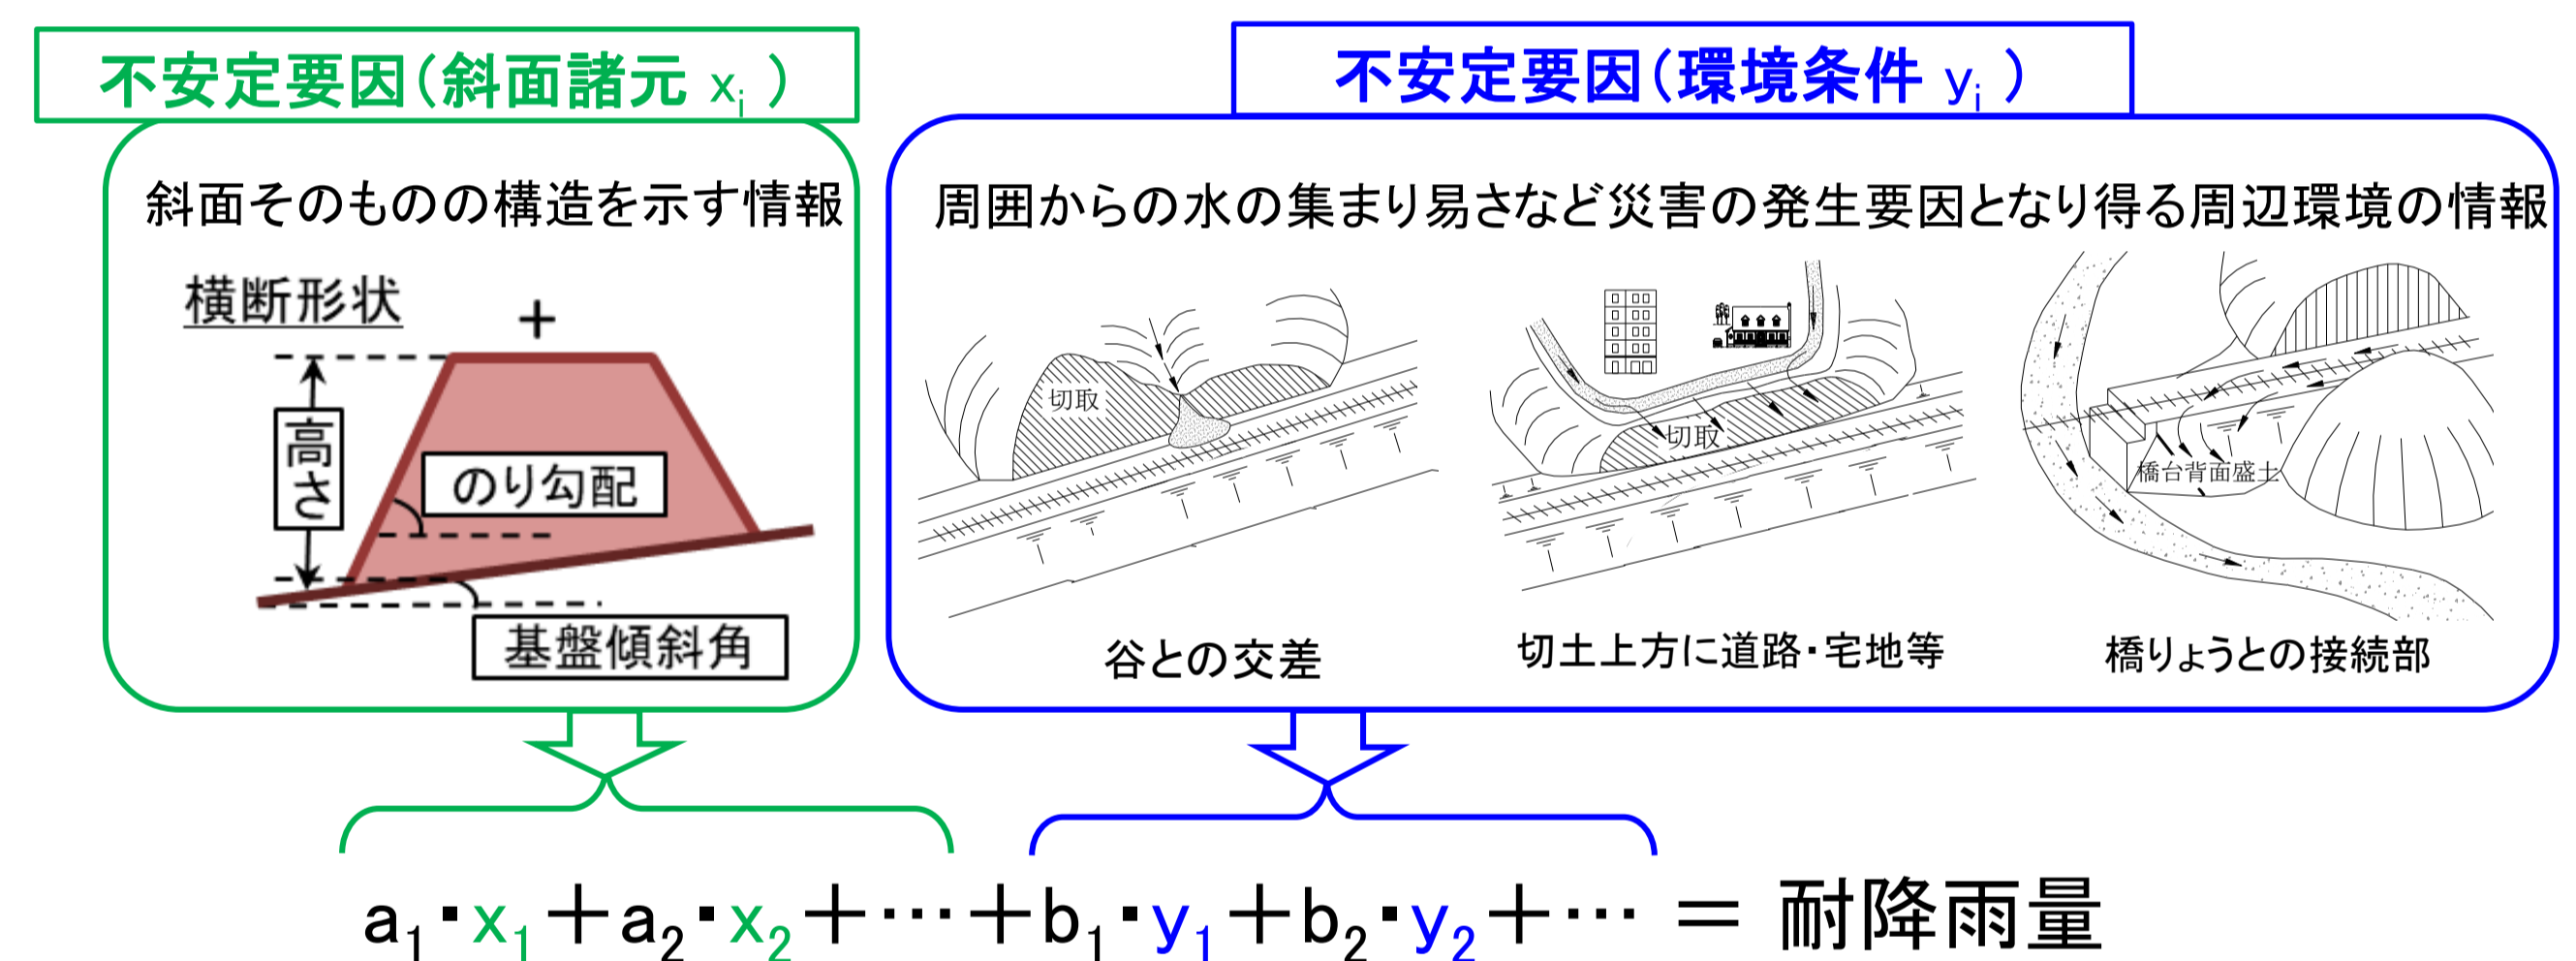 不安定要因(斜面諸元 xi )
斜面そのものの構造を示す情報
横断形状
+
高さ
のり勾配
基盤傾斜角
不安定要因(環境条件 yi )
周囲からの水の集まり易さなど災害の発生要因となり得る周辺環境の情報
切取
谷との交差
切取
切土上方に道路・宅地等
橋台背面盛土
橋りょうとの接続部
a1・x1+a2・x2+…+b1・y1+b2・y2+… = 耐降雨量